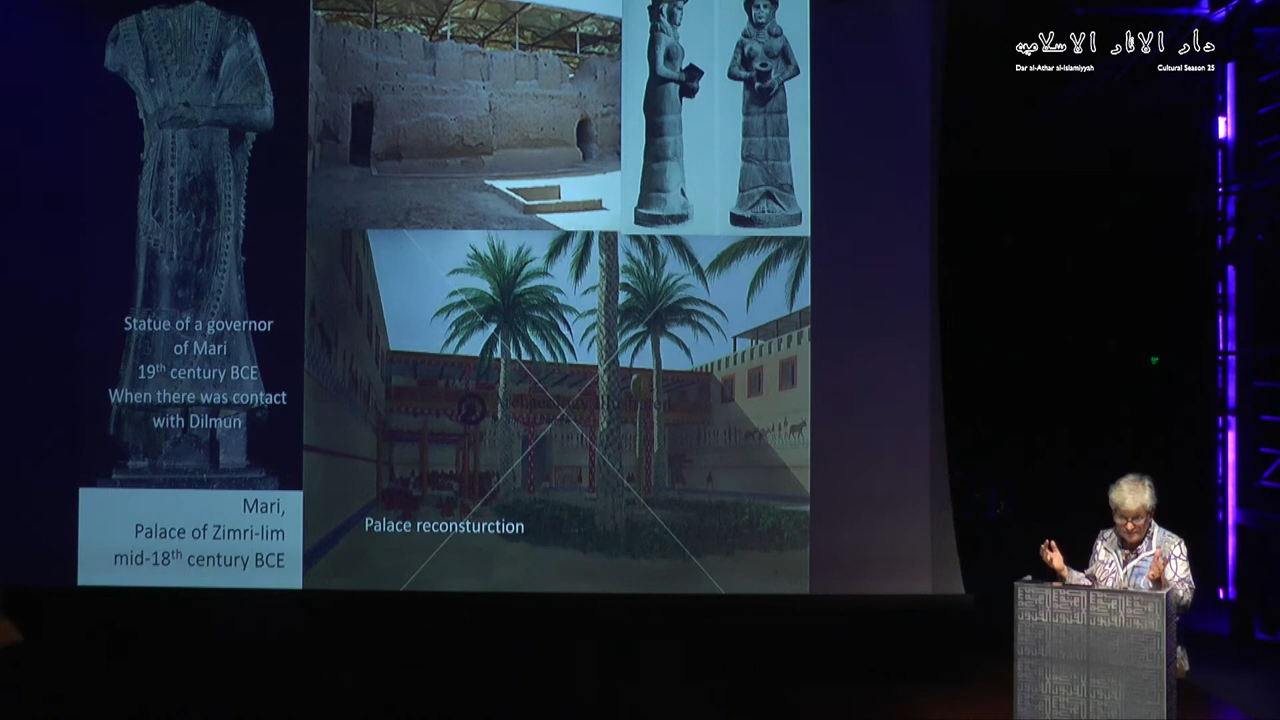 دار الآثار الإسلامية
Dar al-Athar al-Islamiyyah
Cultural Season 25
Statue of a governor
of Mari
19th century BCE
When there was contact
with Dilmun
Mari,
Palace of Zimri-lim
mid-18th century BCE
Palace reconsturction